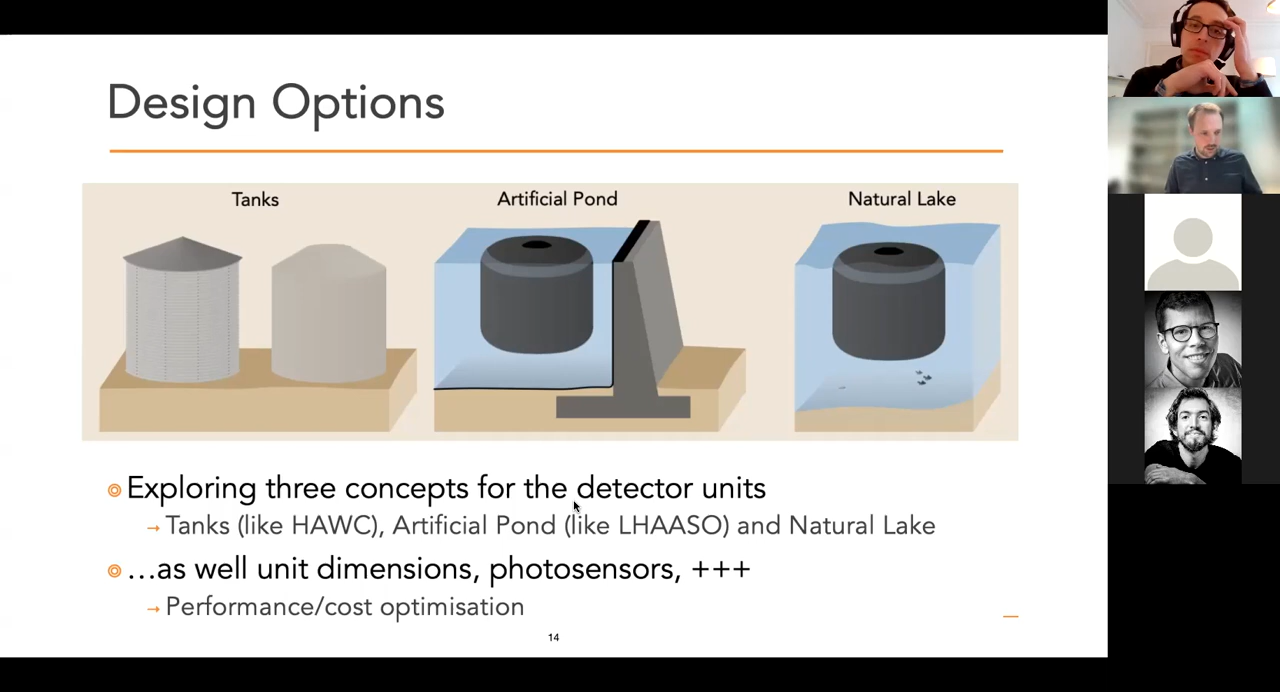 Design Options
Tanks
Artificial Pond
Natural Lake
Exploring three concepts for the detector units
→ Tanks (like HAWC), Artificial Pond (like LHAASO) and Natural Lake
…as well unit dimensions, photosensors, +++
→ Performance/cost optimisation
14